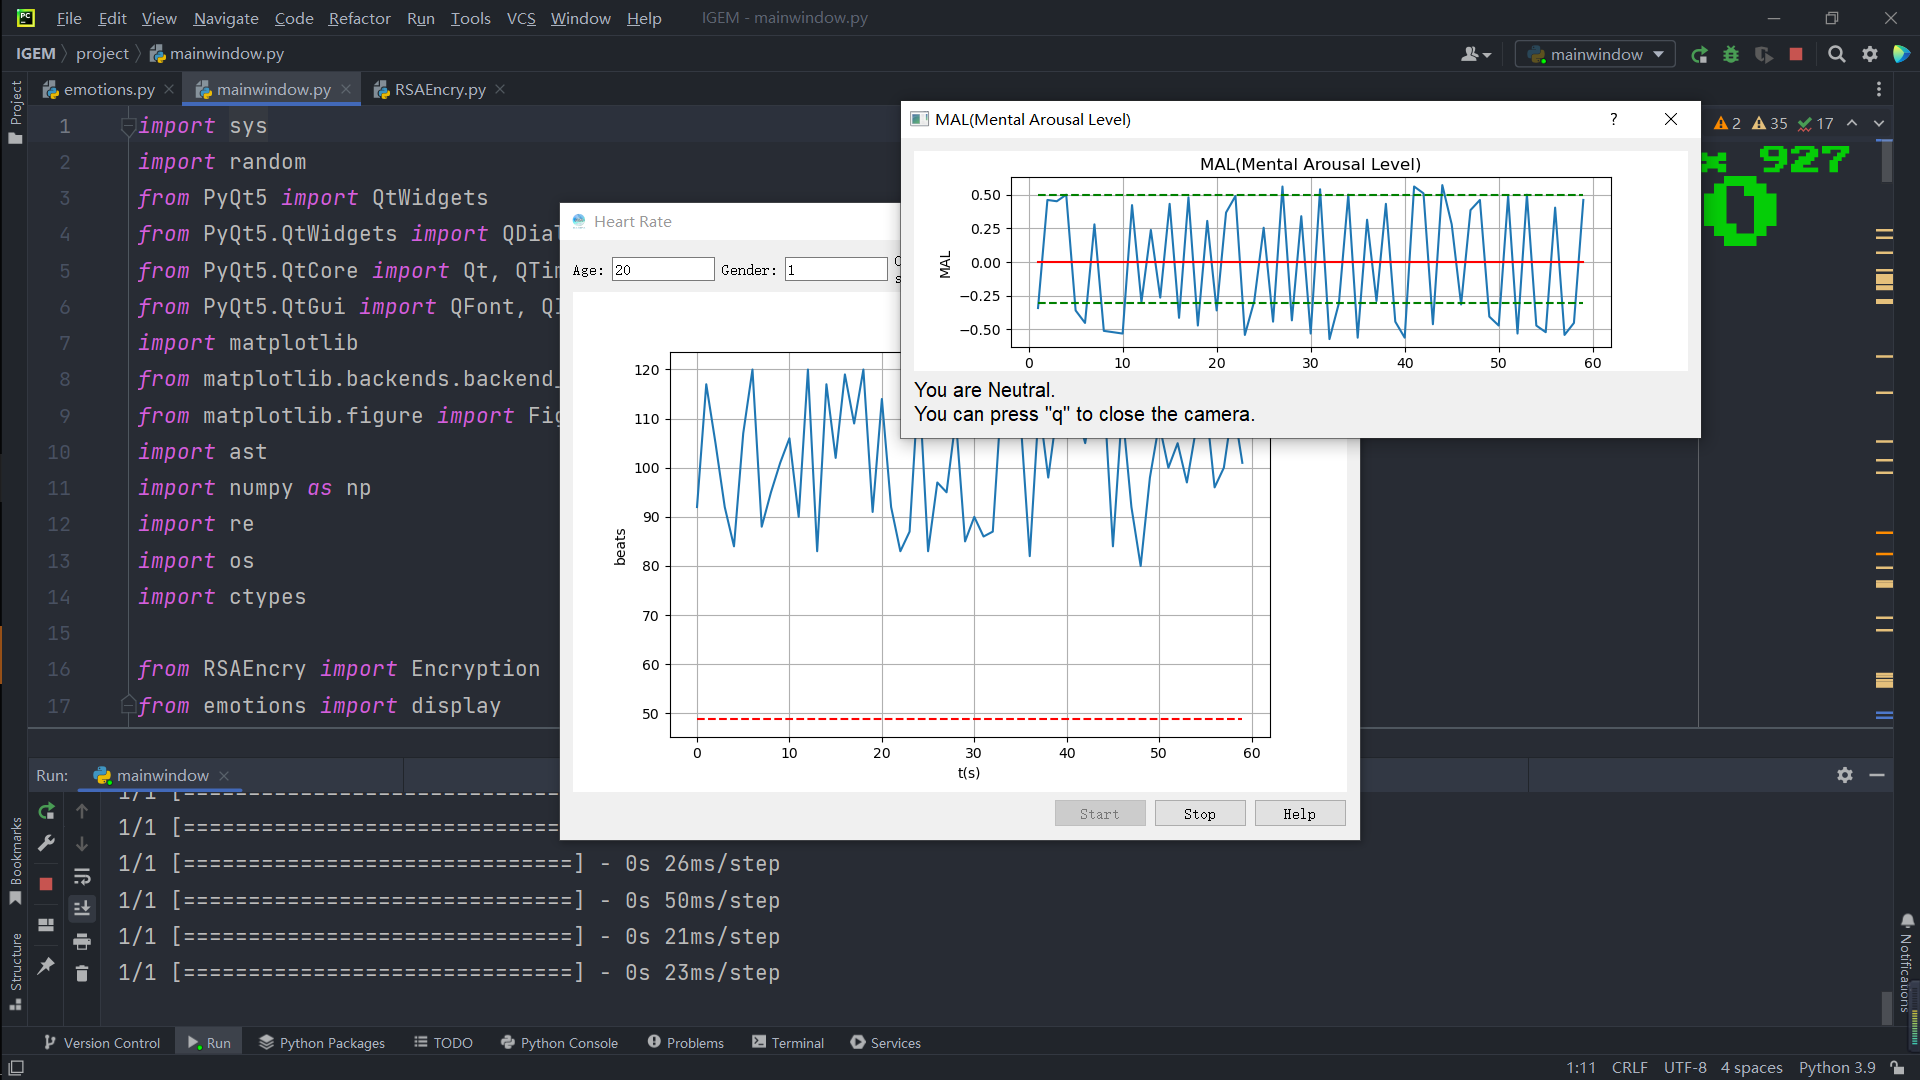 File Edit View Navigate Code Refactor Run Tools VCS Window Help IGEM - mainwindow.py
IGEM project mainwindow.py
mainwindow
emotions.py mainwindow.py RSAEncry.py
Project
1 import sys
2 import random
3 from PyQt5 import QtWidgets
4 from PyQt5.QtWidgets import QDial
5 from PyQt5.QtCore import Qt, QTim
6 from PyQt5.QtGui import QFont, QI
7 import matplotlib
8 from matplotlib.backends.backend_
9 from matplotlib.figure import Fig
10 import ast
11 import numpy as np
12 import re
13 import os
14 import ctypes
15
16 from RSAEncry import Encryption
17 from emotions import display
2 35 17
x 927
0
MAL(Mental Arousal Level)
?
MAL(Mental Arousal Level)
MAL
0.50
0.25
0.00
−0.25
−0.50
0 10 20 30 40 50 60
You are Neutral.
You can press "q" to close the camera.
Heart Rate
Age: 20 Gender: 1
beats
120
110
100
90
80
70
60
50
0 10 20 30 40 50 60
t(s)
Start Stop Help
Run: mainwindow
1/1 [==============================
1/1 [==============================
1/1 [==============================] - 0s 26ms/step
1/1 [==============================] - 0s 50ms/step
1/1 [==============================] - 0s 21ms/step
1/1 [==============================] - 0s 23ms/step
Bookmarks
Structure
Notifications
Version Control Run Python Packages TODO Python Console Problems Terminal Services
1:11 CRLF UTF-8 4 spaces Python 3.9